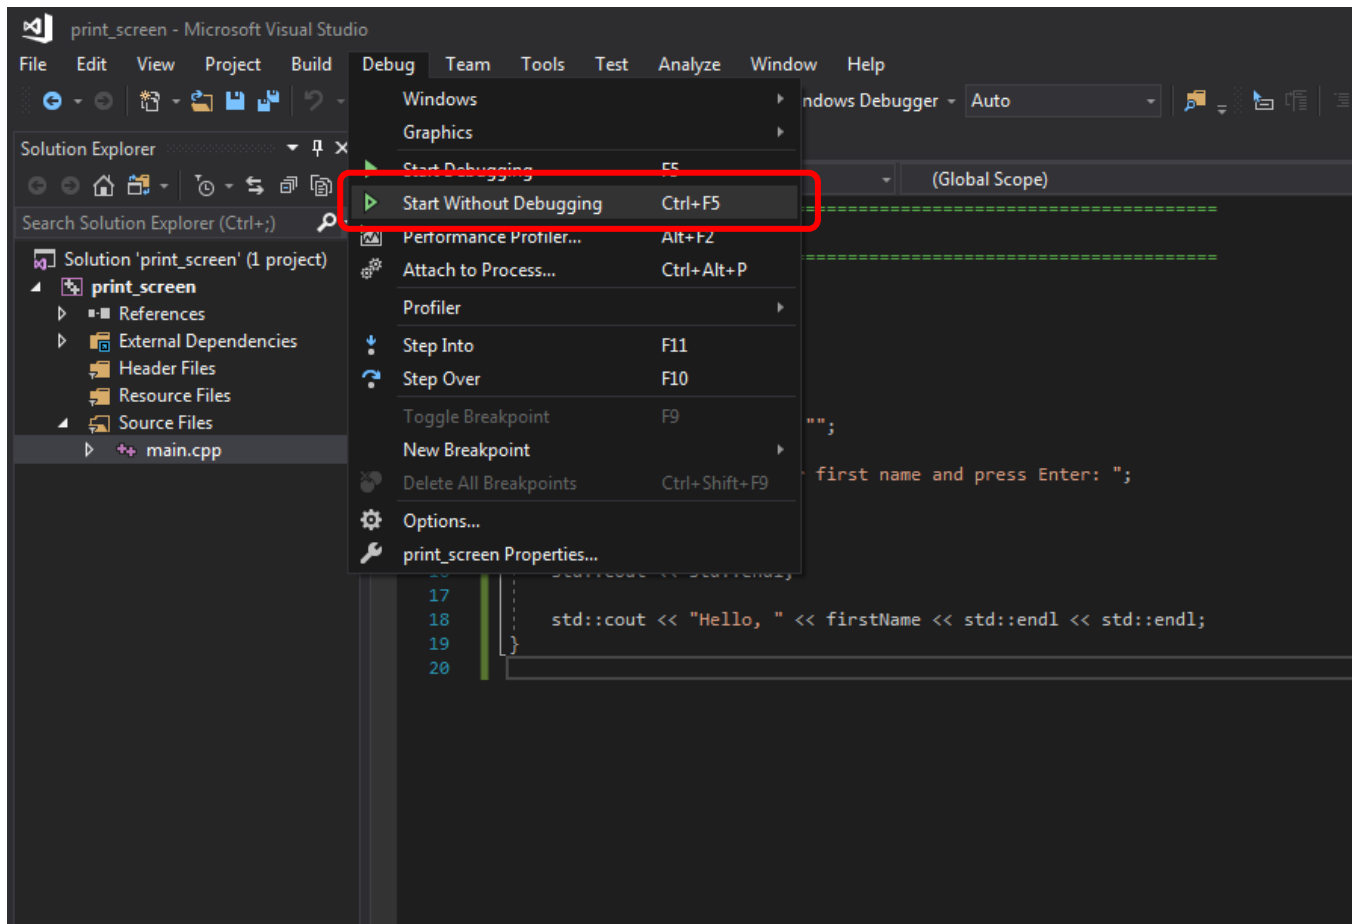 print_screen - Microsoft Visual Studio
File Edit View Project Build Debug Team Tools Test Analyze Window Help
ndows Debugger Auto
Solution Explorer
(Global Scope)
Search Solution Explorer (Ctrl+;)
Solution 'print_screen' (1 project)
print_screen
References
External Dependencies
Header Files
Resource Files
Source Files
main.cpp
Windows
Graphics
Start Debugging F5
Start Without Debugging Ctrl+F5
Performance Profiler... Alt+F2
Attach to Process... Ctrl+Alt+P
Profiler
Step Into F11
Step Over F10
Toggle Breakpoint F9
New Breakpoint
Delete All Breakpoints Ctrl+Shift+F9
Options...
print_screen Properties...
"";
first name and press Enter: ";
16 std::cout << std::endl;
17
18 std::cout << "Hello, " << firstName << std::endl << std::endl;
19 }
20